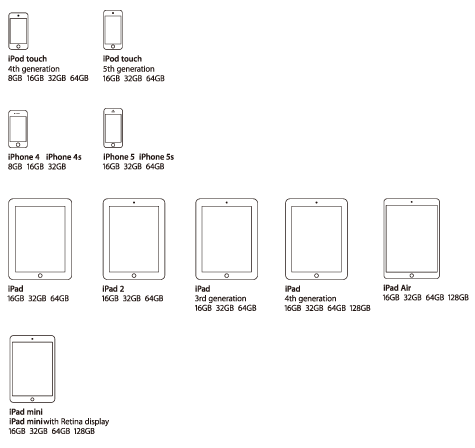 iPod touch
4th generation
8GB 16GB 32GB 64GB
iPod touch
5th generation
16GB 32GB 64GB
iPhone 4 iPhone 4s
8GB 16GB 32GB
iPhone 5 iPhone 5s
16GB 32GB 64GB
iPad
16GB 32GB 64GB
iPad 2
16GB 32GB 64GB
iPad
3rd generation
16GB 32GB 64GB
iPad
4th generation
16GB 32GB 64GB 128GB
iPad Air
16GB 32GB 64GB 128GB
iPad mini
iPad mini with Retina display
16GB 32GB 64GB 128GB